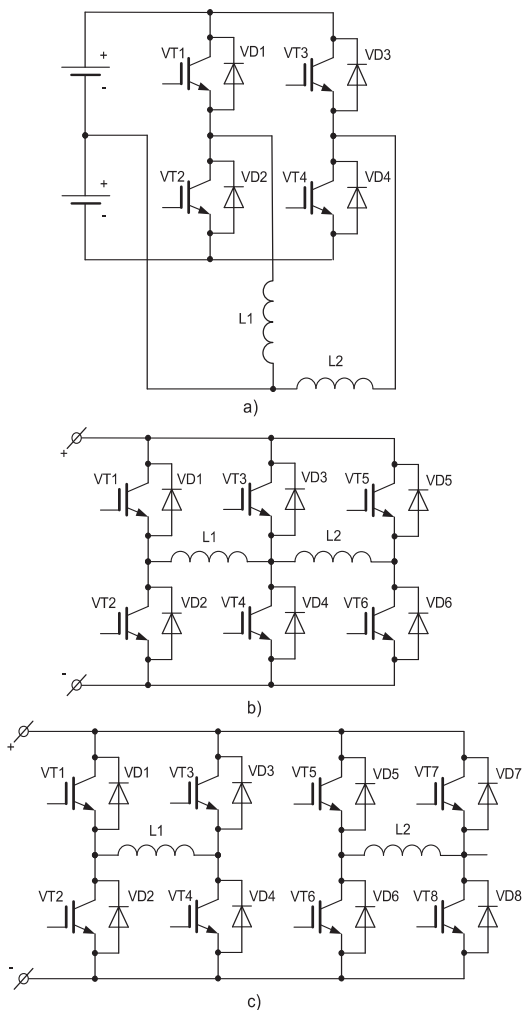 +
VT1
VD1
VT3
VD3
-
+
VT2
VD2
VT4
VD4
-
L1
L2
a)
+
VT1
VD1
VT3
VD3
VT5
VD5
L1
L2
VT2
VD2
VT4
VD4
VT6
VD6
-
b)
+
VT1
VD1
VT3
VD3
VT5
VD5
VT7
VD7
L1
L2
VT2
VD2
VT4
VD4
VT6
VD6
VT8
VD8
-
c)